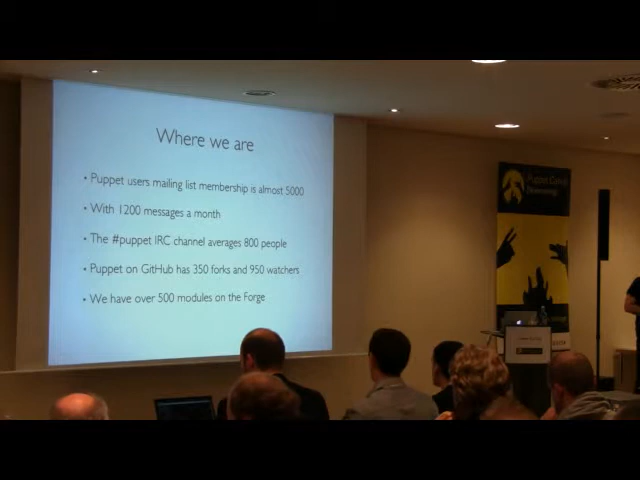 Where we are
• Puppet users mailing list membership is almost 5000
• With 1200 messages a month
• The #puppet IRC channel averages 800 people
• Puppet on GitHub has 350 forks and 950 watchers
• We have over 500 modules on the Forge
Puppet Camp